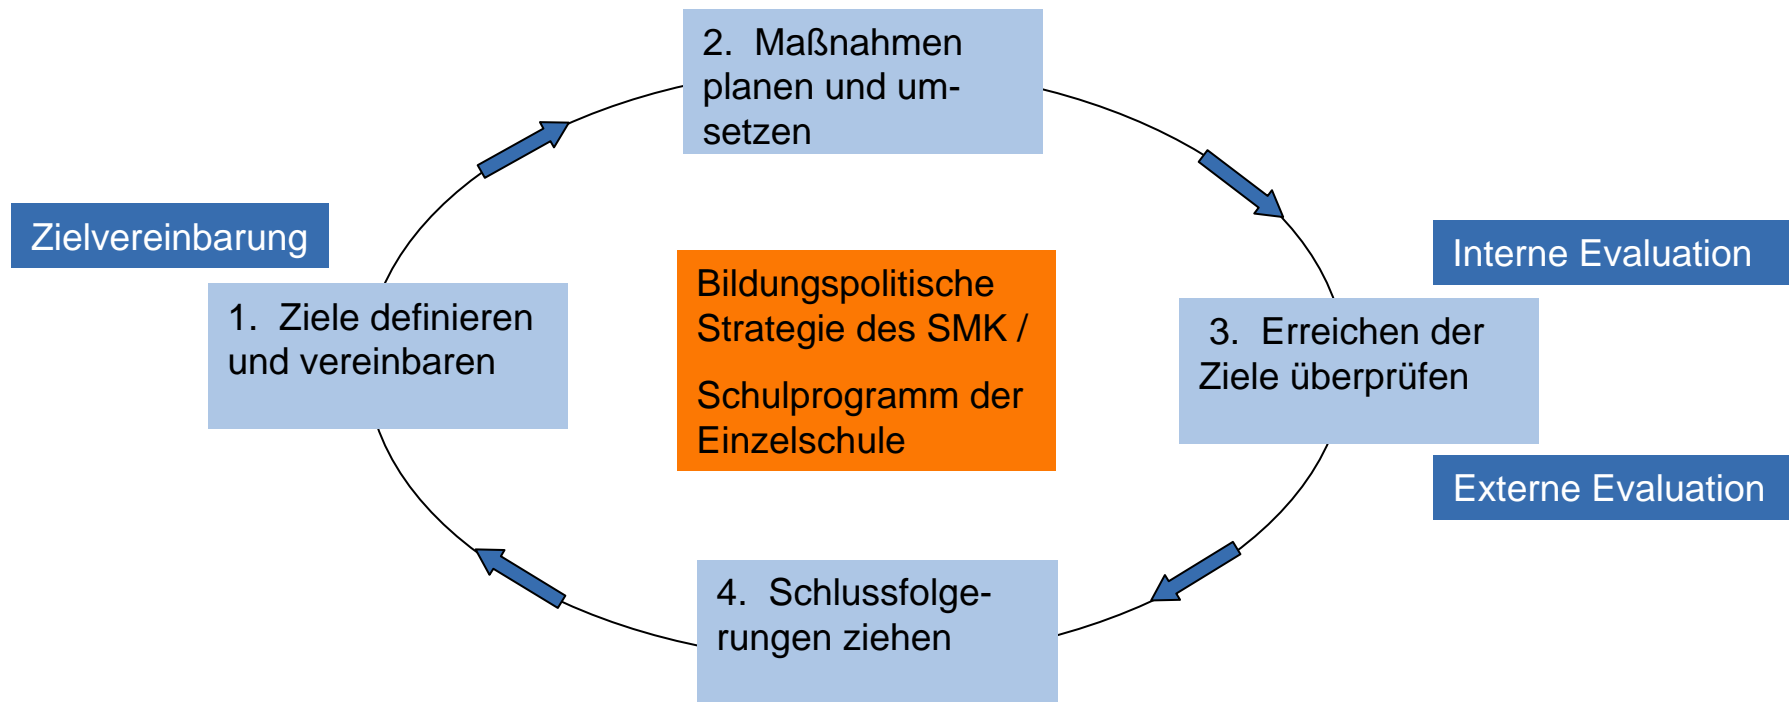 2. Maßnahmen
planen und um-
setzen
Zielvereinbarung
Interne Evaluation
1. Ziele definieren
und vereinbaren
Bildungspolitische
Strategie des SMK /
Schulprogramm der
Einzelschule
3. Erreichen der
Ziele überprüfen
Externe Evaluation
4. Schlussfolge-
rungen ziehen